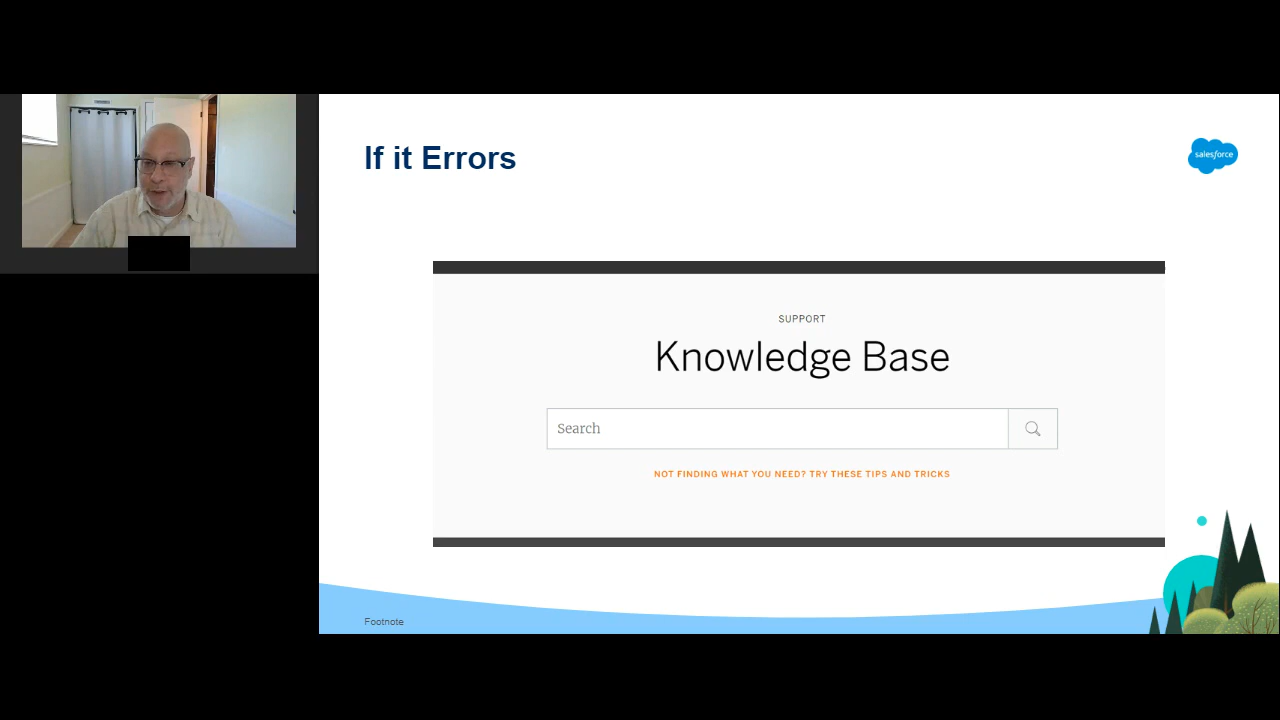 If it Errors
salesforce
SUPPORT
Knowledge Base
Search
NOT FINDING WHAT YOU NEED? TRY THESE TIPS AND TRICKS
Footnote